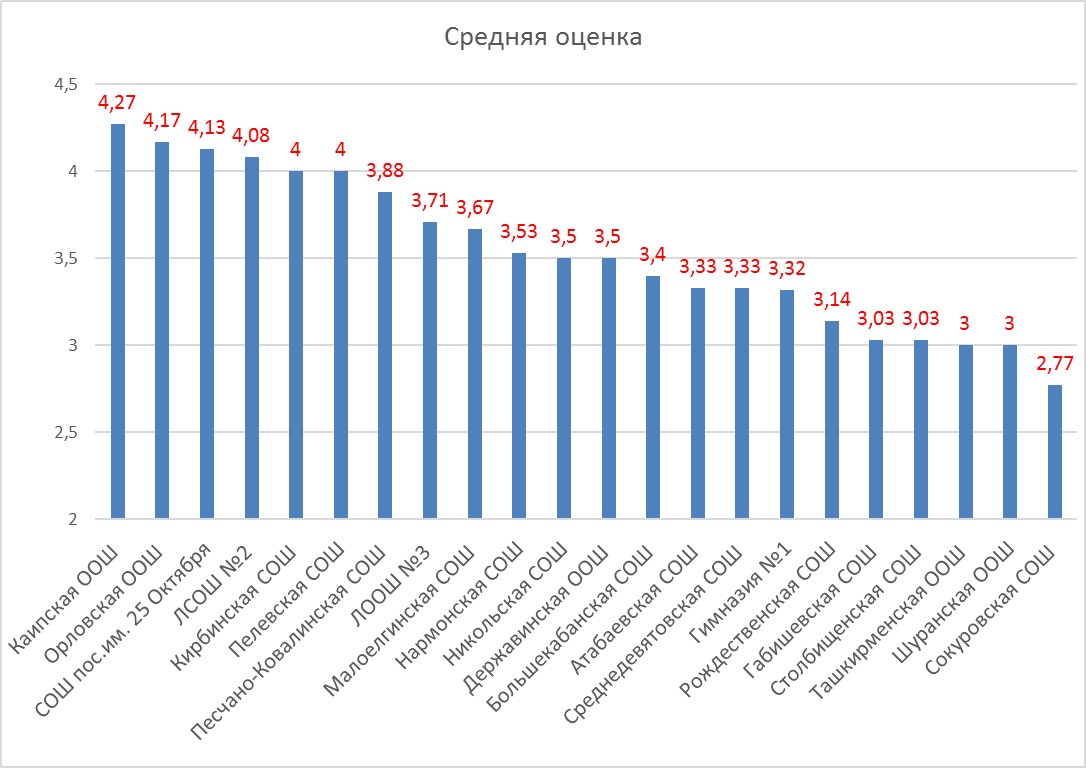 Средняя оценка
4,5
4
3,5
3
2,5
2
4,27
4,17
4,13
4,08
4
4
3,88
3,71
3,67
3,53
3,5
3,5
3,4
3,33
3,33
3,32
3,14
3,03
3,03
3
3
2,77
Каипская ООШ
Орловская ООШ
СОШ пос.им. 25 Октября
ЛСОШ №2
Кирбинская СОШ
Пелевская СОШ
Песчано-Ковалинская СОШ
ЛООШ №3
Малоелгинская СОШ
Нармонская СОШ
Никольская СОШ
Державинская ООШ
Большекабанская СОШ
Атабаевская СОШ
Среднедевятовская СОШ
Гимназия №1
Рождественская СОШ
Габишевская СОШ
Столбищенская СОШ
Ташкирменская ООШ
Шуранская ООШ
Сокуровская СОШ